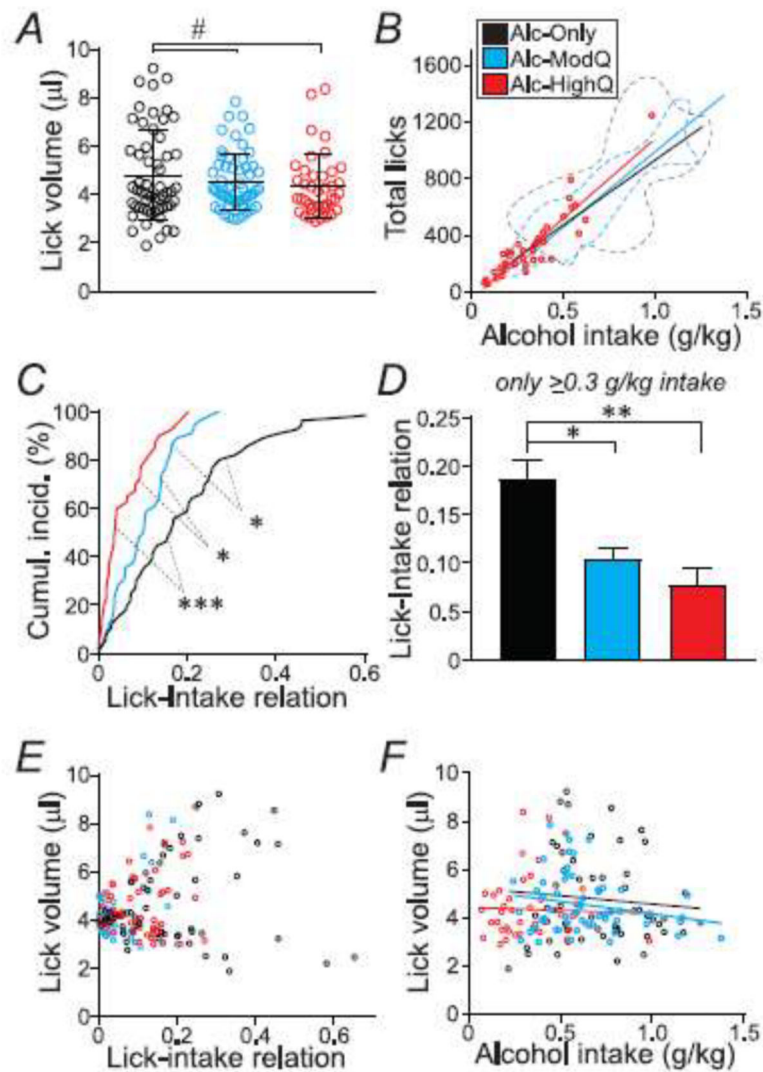 A
#
Lick volume (µl)
10
8
6
4
2
0
B
Alc-Only
Alc-ModQ
Alc-HighQ
Total licks
1600
1200
800
400
0
0
0.5
1.0
1.5
Alcohol intake (g/kg)
C
Cumul. incid. (%)
100
80
60
40
20
0
*
*
***
0
0.2
0.4
0.6
Lick-Intake relation
D
only ≥0.3 g/kg intake
**
*
Lick-Intake relation
0.25
0.20
0.15
0.10
0.5
0
E
Lick volume (µl)
10
8
6
4
2
0
0
0.2
0.4
0.6
Lick-intake relation
F
Lick volume (µl)
10
8
6
4
2
0
0
0.5
1.0
1.5
Alcohol intake (g/kg)